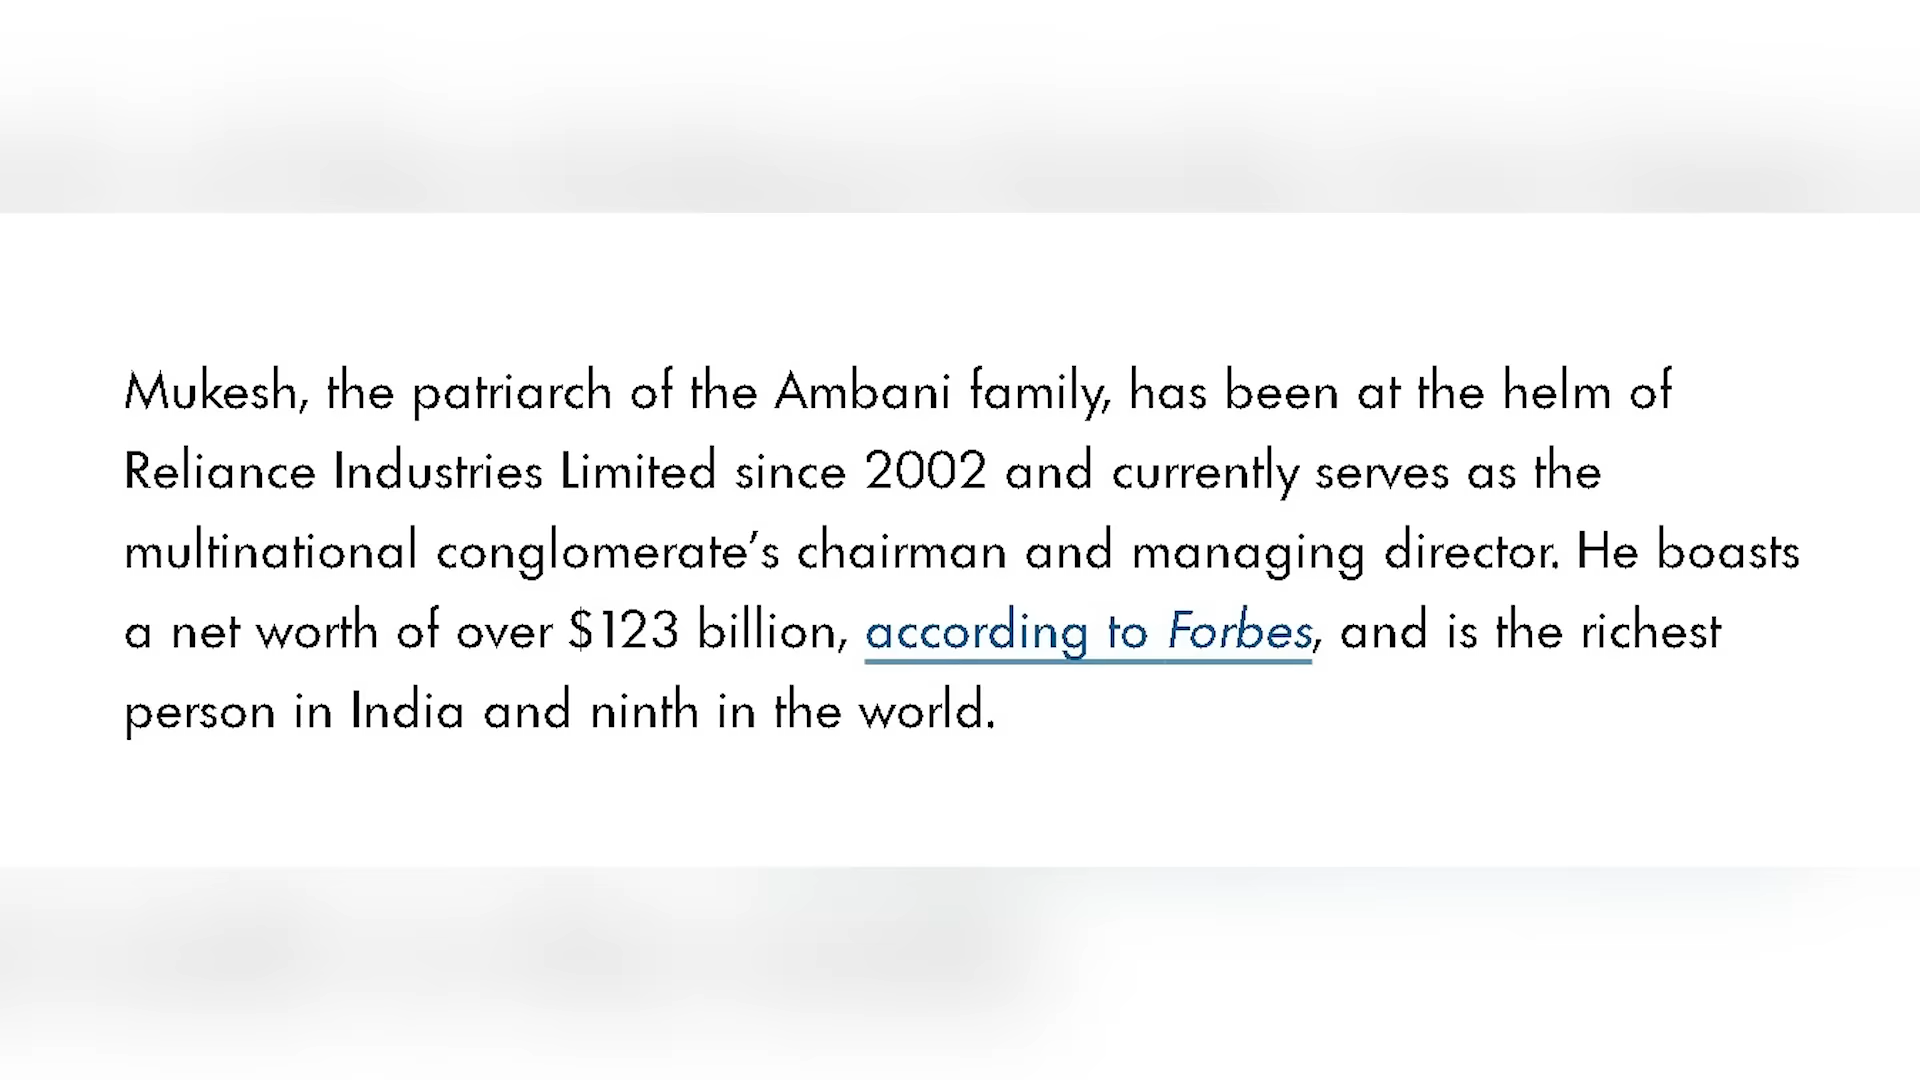 Mukesh, the patriarch of the Ambani family, has been at the helm of
Reliance Industries Limited since 2002 and currently serves as the
multinational conglomerate’s chairman and managing director. He boasts
a net worth of over $123 billion, according to Forbes, and is the richest
person in India and ninth in the world.